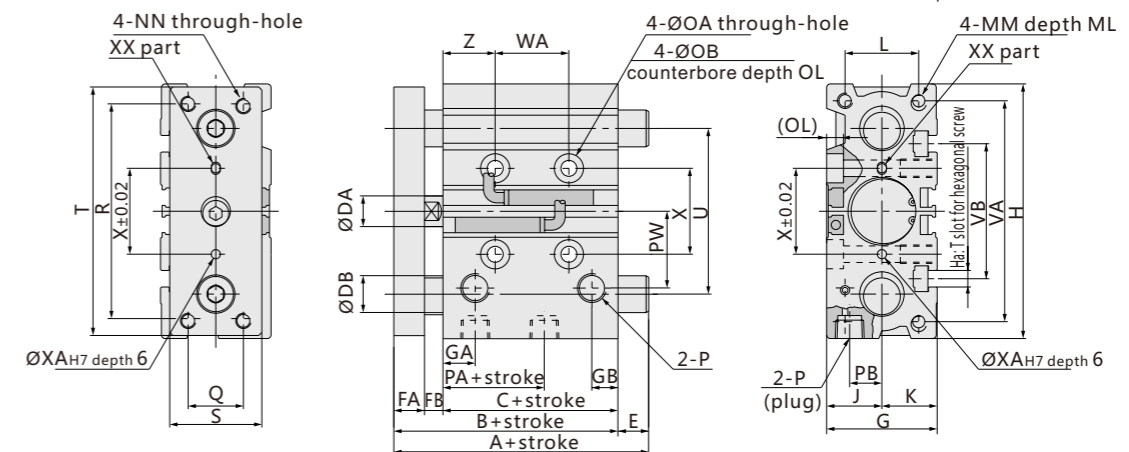 4-NN through-hole
XX part
T
R
X±0.02
ØXAH7 depth 6
Q
S
Z
WA
4-ØOA through-hole
4-ØOB
counterbore depth OL
ØDA
ØDB
PW
X
U
GA
GB
2-P
PA+stroke
FA
FB
C+stroke
B+stroke
E
A+stroke
4-MM depth ML
L
XX part
(OL)
X±0.02
Ha: T slot for hexagonal screw
VB
VA
H
ØXAH7 depth 6
2-P
(plug)
PB
J
K
G